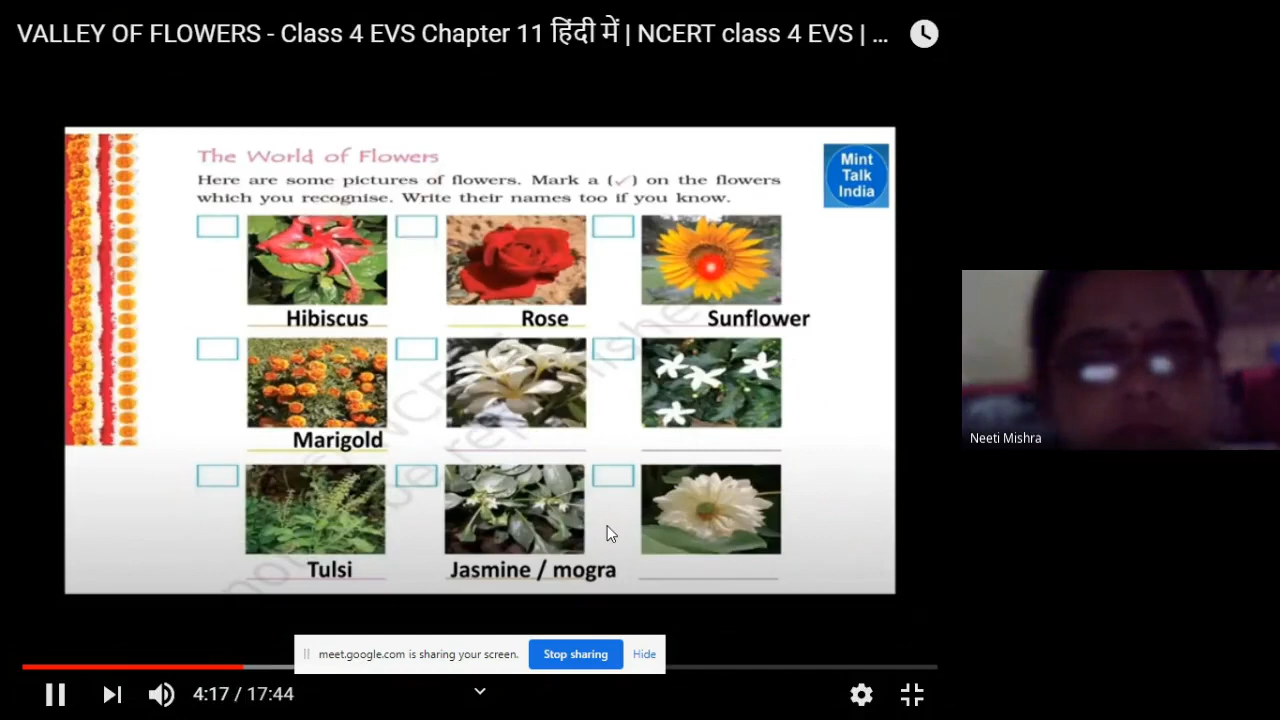 VALLEY OF FLOWERS - Class 4 EVS Chapter 11 हिंदी में | NCERT class 4 EVS | ...
The World of Flowers
Here are some pictures of flowers. Mark a (✓) on the flowers
which you recognise. Write their names too if you know.
Mint
Talk
India
Hibiscus
Rose
Sunflower
Marigold
Tulsi
Jasmine / mogra
Neeti Mishra
meet.google.com is sharing your screen.
Stop sharing
Hide
4:17 / 17:44